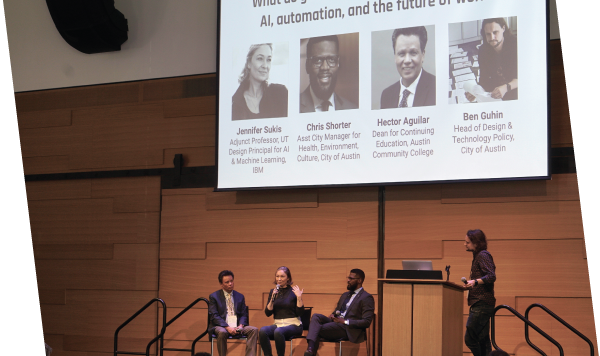 What do g
AI, automation, and the future of wo
Jennifer Sukis
Adjunct Professor, UT
Design Principal for AI
& Machine Learning,
IBM
Chris Shorter
Asst City Manager for
Health, Environment,
Culture, City of Austin
Hector Aguilar
Dean for Continuing
Education, Austin
Community College
Ben Guhin
Head of Design &
Technology Policy,
City of Austin